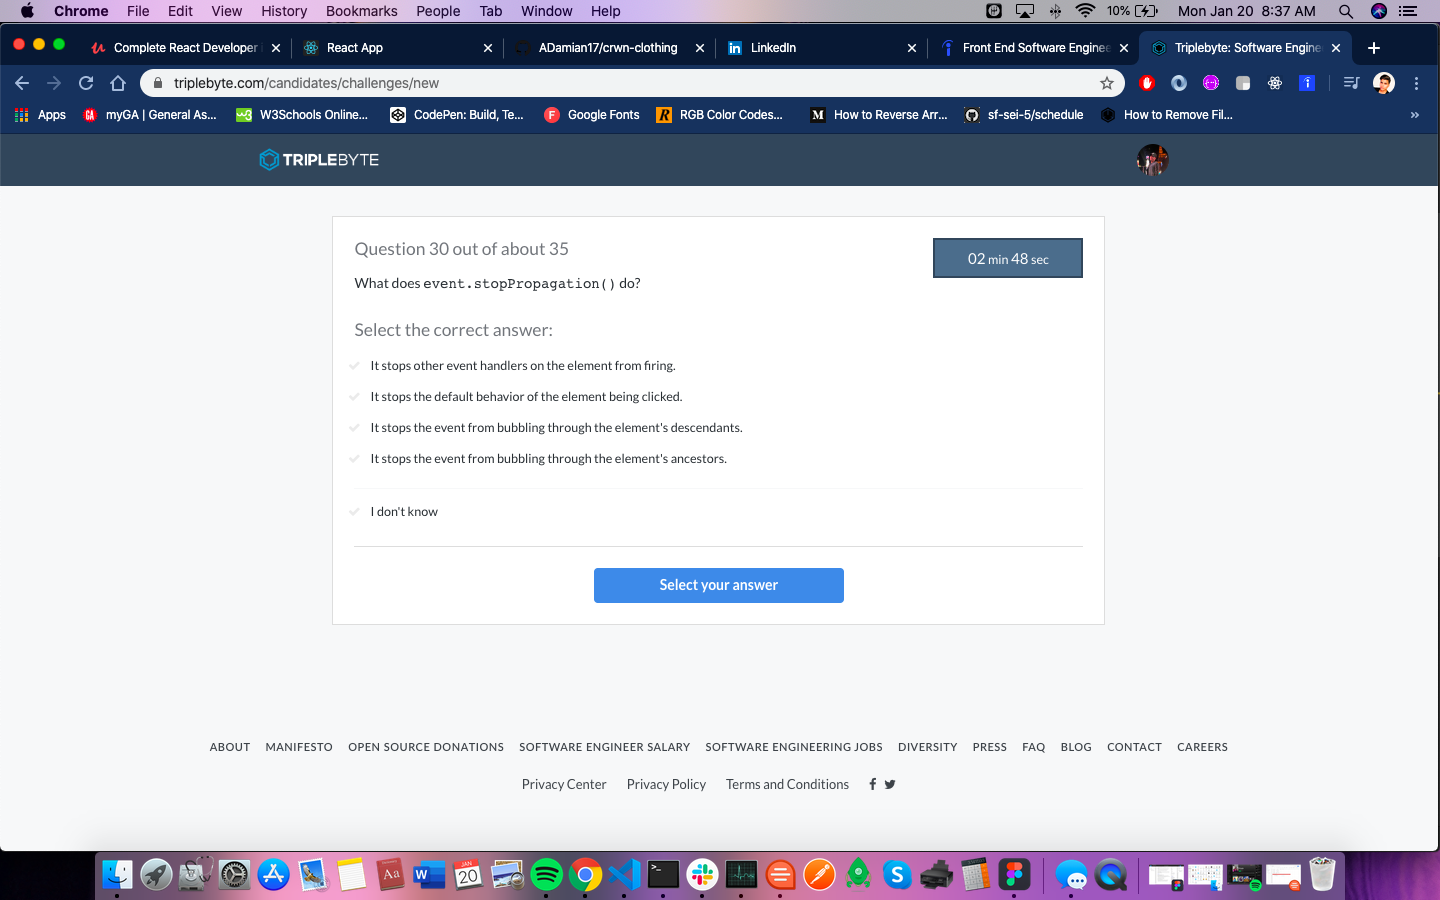 Chrome File Edit View History Bookmarks People Tab Window Help 10% Mon Jan 20 8:37 AM
Complete React Developer React App ADamian17/crwn-clothing LinkedIn Front End Software Enginee Triplebyte: Software Engine
triplebyte.com/candidates/challenges/new
Apps myGA | General As... W3Schools Online... CodePen: Build, Te... Google Fonts RGB Color Codes... How to Reverse Arr... sf-sei-5/schedule How to Remove Fil... »
TRIPLEBYTE
Question 30 out of about 35
02 min 48 sec
What does event.stopPropagation() do?
Select the correct answer:
It stops other event handlers on the element from firing.
It stops the default behavior of the element being clicked.
It stops the event from bubbling through the element's descendants.
It stops the event from bubbling through the element's ancestors.
I don't know
Select your answer
ABOUT MANIFESTO OPEN SOURCE DONATIONS SOFTWARE ENGINEER SALARY SOFTWARE ENGINEERING JOBS DIVERSITY PRESS FAQ BLOG CONTACT CAREERS
Privacy Center Privacy Policy Terms and Conditions